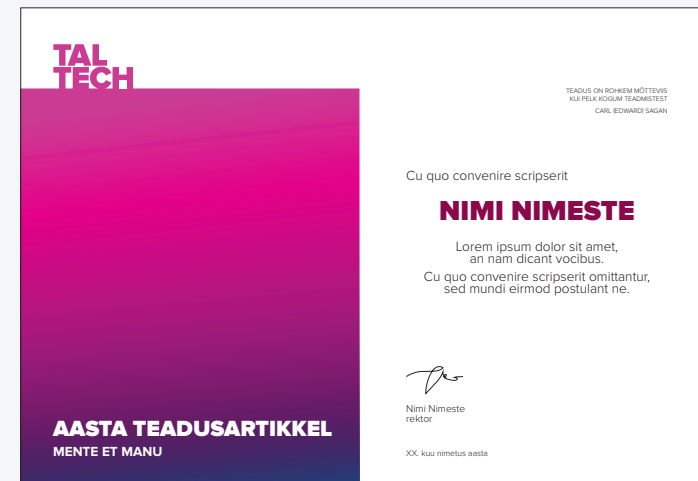 TAL
TECH
TEADUS ON ROHKEM MÕTTEVIIS
KUI PELK KOGUM TEADMISTEST
CARL (EDWARD) SAGAN
Cu quo convenire scripserit
NIMI NIMESTE
Lorem ipsum dolor sit amet,
an nam dicant vocibus.
Cu quo convenire scripserit omittantur,
sed mundi eirmod postulant ne.
Nimi Nimeste
rektor
XX. kuu nimetus aasta
AASTA TEADUSARTIKKEL
MENTE ET MANU